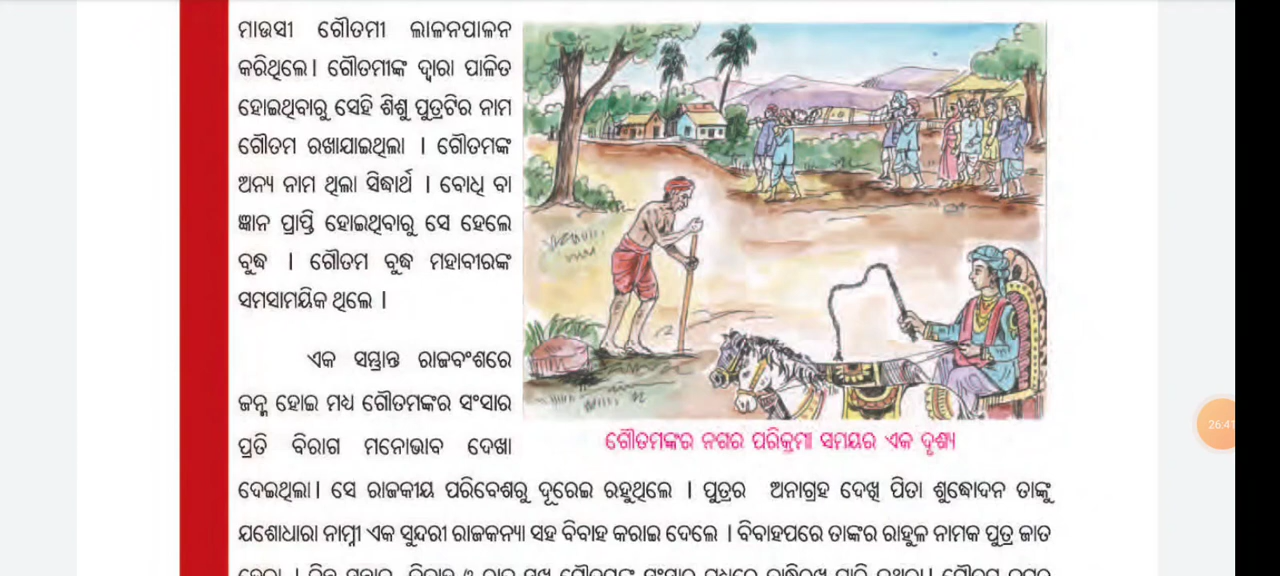 ମାଉସୀ ଗୌତମୀ ଲାଳନପାଳନ
କରିଥିଲେ। ଗୌତମୀଙ୍କ ଦ୍ୱାରା ପାଳିତ
ହୋଇଥିବାରୁ ସେହି ଶିଶୁ ପୁତ୍ରଟିର ନାମ
ଗୌତମ ରଖାଯାଇଥିଲା । ଗୌତମଙ୍କ
ଅନ୍ୟ ନାମ ଥିଲା ସିଦ୍ଧାର୍ଥ । ବୋଧି ବା
ଜ୍ଞାନ ପ୍ରାପ୍ତି ହୋଇଥିବାରୁ ସେ ହେଲେ
ବୁଦ୍ଧ । ଗୌତମ ବୁଦ୍ଧ ମହାବୀରଙ୍କ
ସମସାମୟିକ ଥିଲେ ।
ଏକ ସମ୍ଭ୍ରାନ୍ତ ରାଜବଂଶରେ
ଜନ୍ମ ହୋଇ ମଧ୍ୟ ଗୌତମଙ୍କର ସଂସାର
ପ୍ରତି ବିରାଗ ମନୋଭାବ ଦେଖା
ଗୌତମଙ୍କର ନଗର ପରିକ୍ରମା ସମୟର ଏକ ଦୃଶ୍ୟ
ଦେଇଥିଲା। ସେ ରାଜକୀୟ ପରିବେଶରୁ ଦୂରେଇ ରହୁଥିଲେ । ପୁତ୍ରର ଅନାଗ୍ରହ ଦେଖି ପିତା ଶୁଦ୍ଧୋଦନ ତାଙ୍କୁ
ଯଶୋଧାରା ନାମ୍ନୀ ଏକ ସୁନ୍ଦରୀ ରାଜକନ୍ୟା ସହ ବିବାହ କରାଇ ଦେଲେ । ବିବାହପରେ ତାଙ୍କର ରାହୁଳ ନାମକ ପୁତ୍ର ଜାତ
26:41